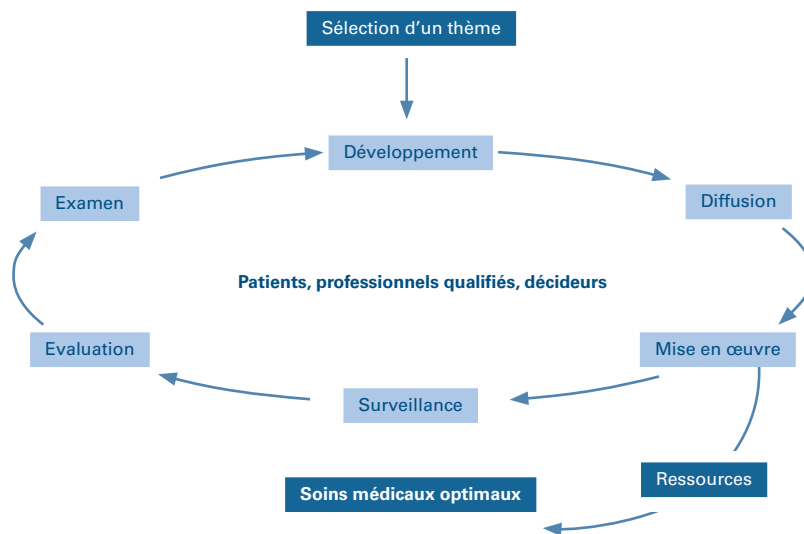 Sélection d’un thème
Développement
Examen
Diffusion
Patients, professionnels qualifiés, décideurs
Evaluation
Mise en œuvre
Surveillance
Ressources
Soins médicaux optimaux